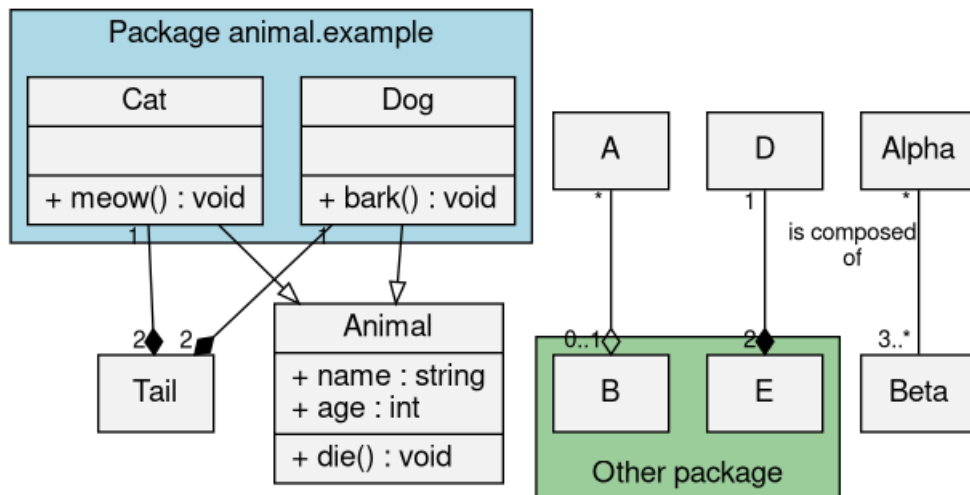 Package animal.example
Cat
+ meow() : void
Dog
+ bark() : void
A
D
Alpha
1
1
*
1
*
is composed
of
2
2
0..1
2
3..*
Tail
Animal
+ name : string
+ age : int
+ die() : void
B
E
Beta
Other package